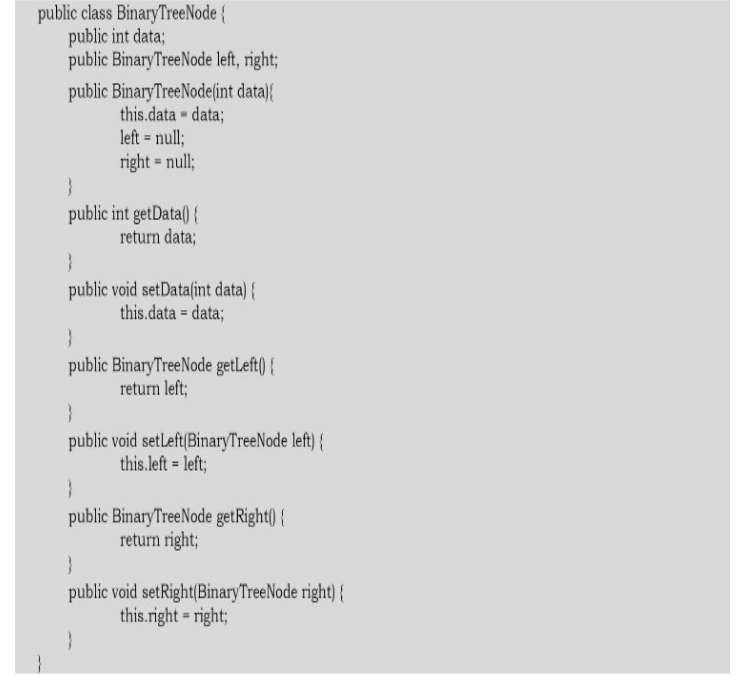 public class BinaryTreeNode {
public int data;
public BinaryTreeNode left, right;
public BinaryTreeNode(int data){
this.data = data;
left = null;
right = null;
}
public int getData() {
return data;
}
public void setData(int data) {
this.data = data;
}
public BinaryTreeNode getLeft() {
return left;
}
public void setLeft(BinaryTreeNode left) {
this.left = left;
}
public BinaryTreeNode getRight() {
return right;
}
public void setRight(BinaryTreeNode right) {
this.right = right;
}
}